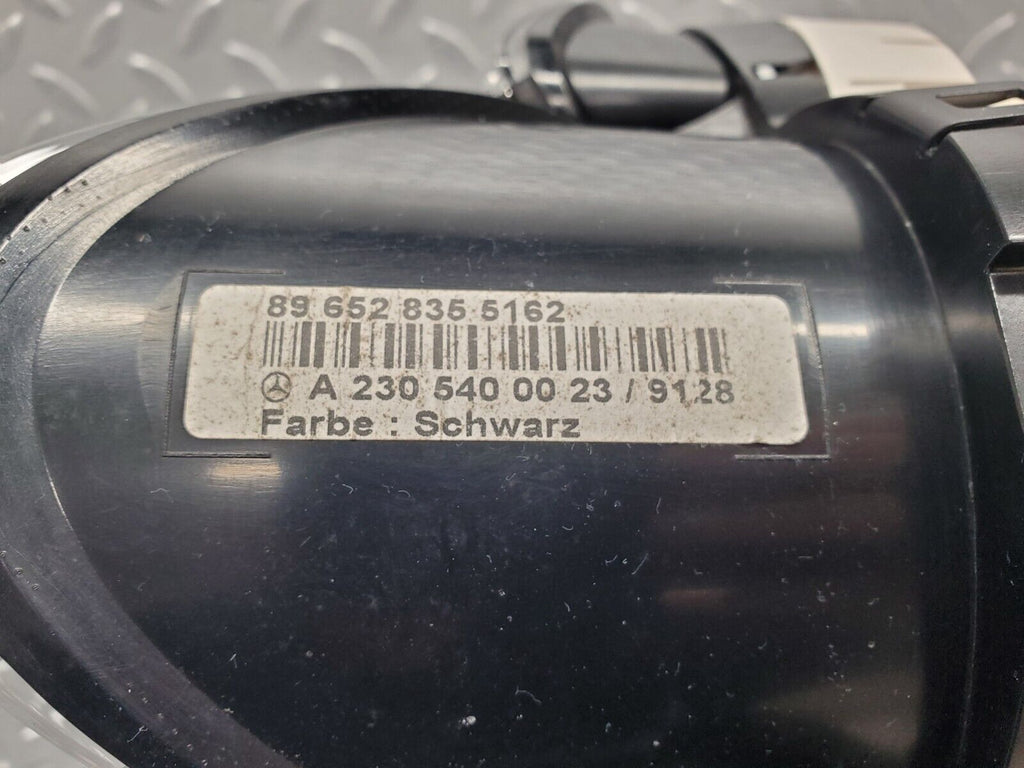 89 652 835 5162
A 230 540 00 23 / 9128
Farbe : Schwarz